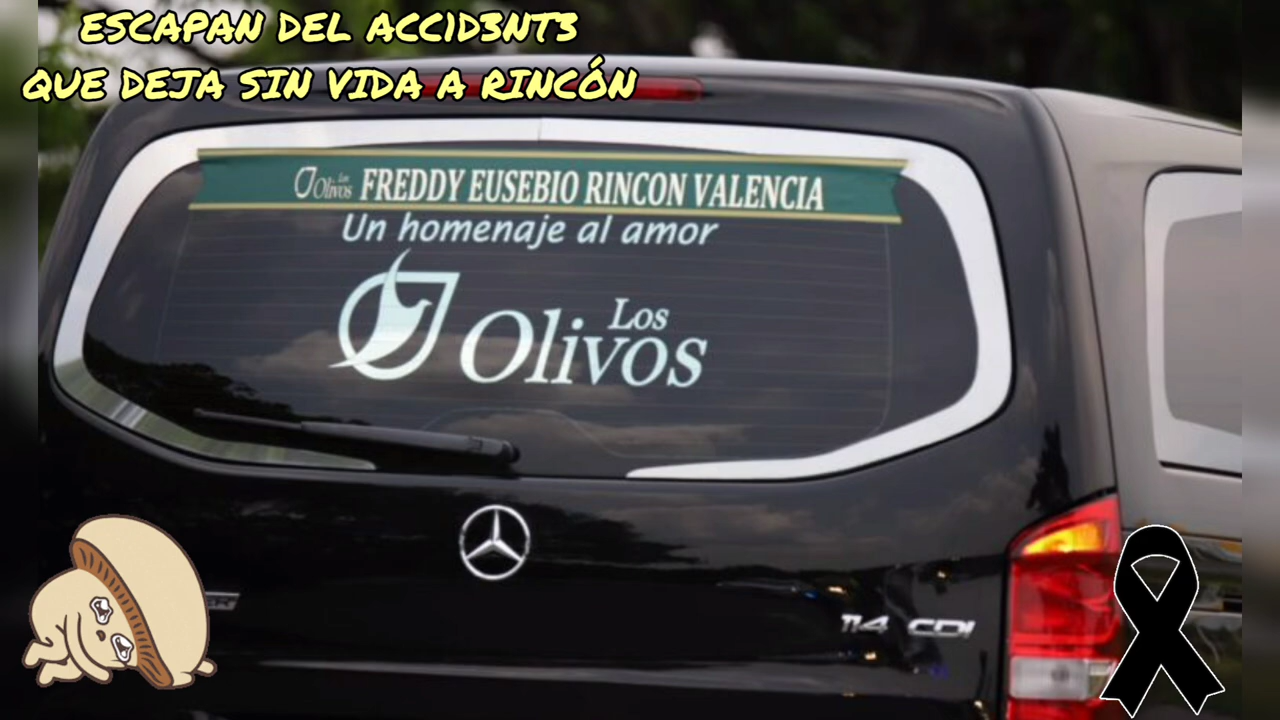 ESCAPAN DEL ACC1D3NT3
QUE DEJA SIN VIDA A RINCÓN
Los Olivos FREDDY EUSEBIO RINCON VALENCIA
Un homenaje al amor
Los
Olivos
114 CDI